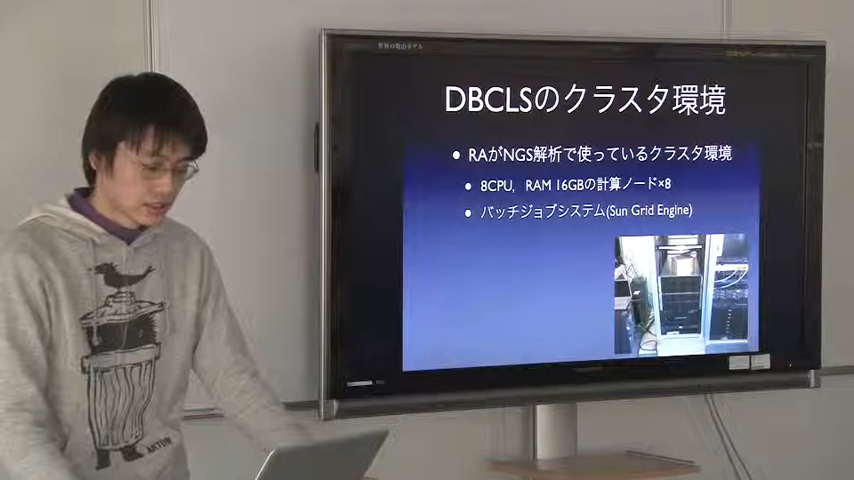 DBCLSのクラスタ環境
• RAがNGS解析で使っているクラスタ環境
• 8CPU, RAM 16GBの計算ノード×8
• バッチジョブシステム(Sun Grid Engine)